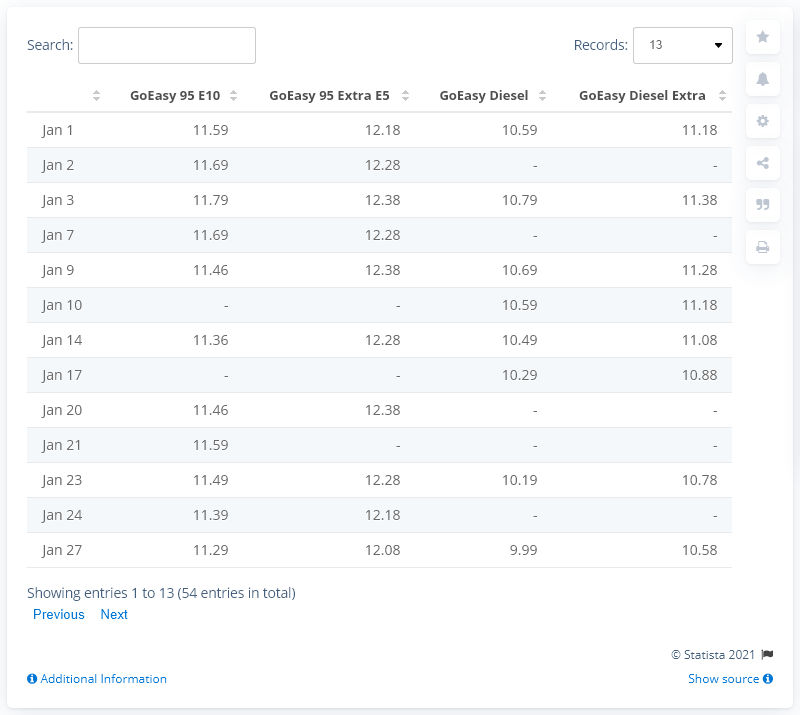 Search:
Records: 13
GoEasy 95 E10 GoEasy 95 Extra E5 GoEasy Diesel GoEasy Diesel Extra
Jan 1 11.59 12.18 10.59 11.18
Jan 2 11.69 12.28 - -
Jan 3 11.79 12.38 10.79 11.38
Jan 7 11.69 12.28 - -
Jan 9 11.46 12.38 10.69 11.28
Jan 10 - - 10.59 11.18
Jan 14 11.36 12.28 10.49 11.08
Jan 17 - - 10.29 10.88
Jan 20 11.46 12.38 - -
Jan 21 11.59 - - -
Jan 23 11.49 12.28 10.19 10.78
Jan 24 11.39 12.18 - -
Jan 27 11.29 12.08 9.99 10.58
Showing entries 1 to 13 (54 entries in total)
Previous Next
© Statista 2021
Additional Information Show source